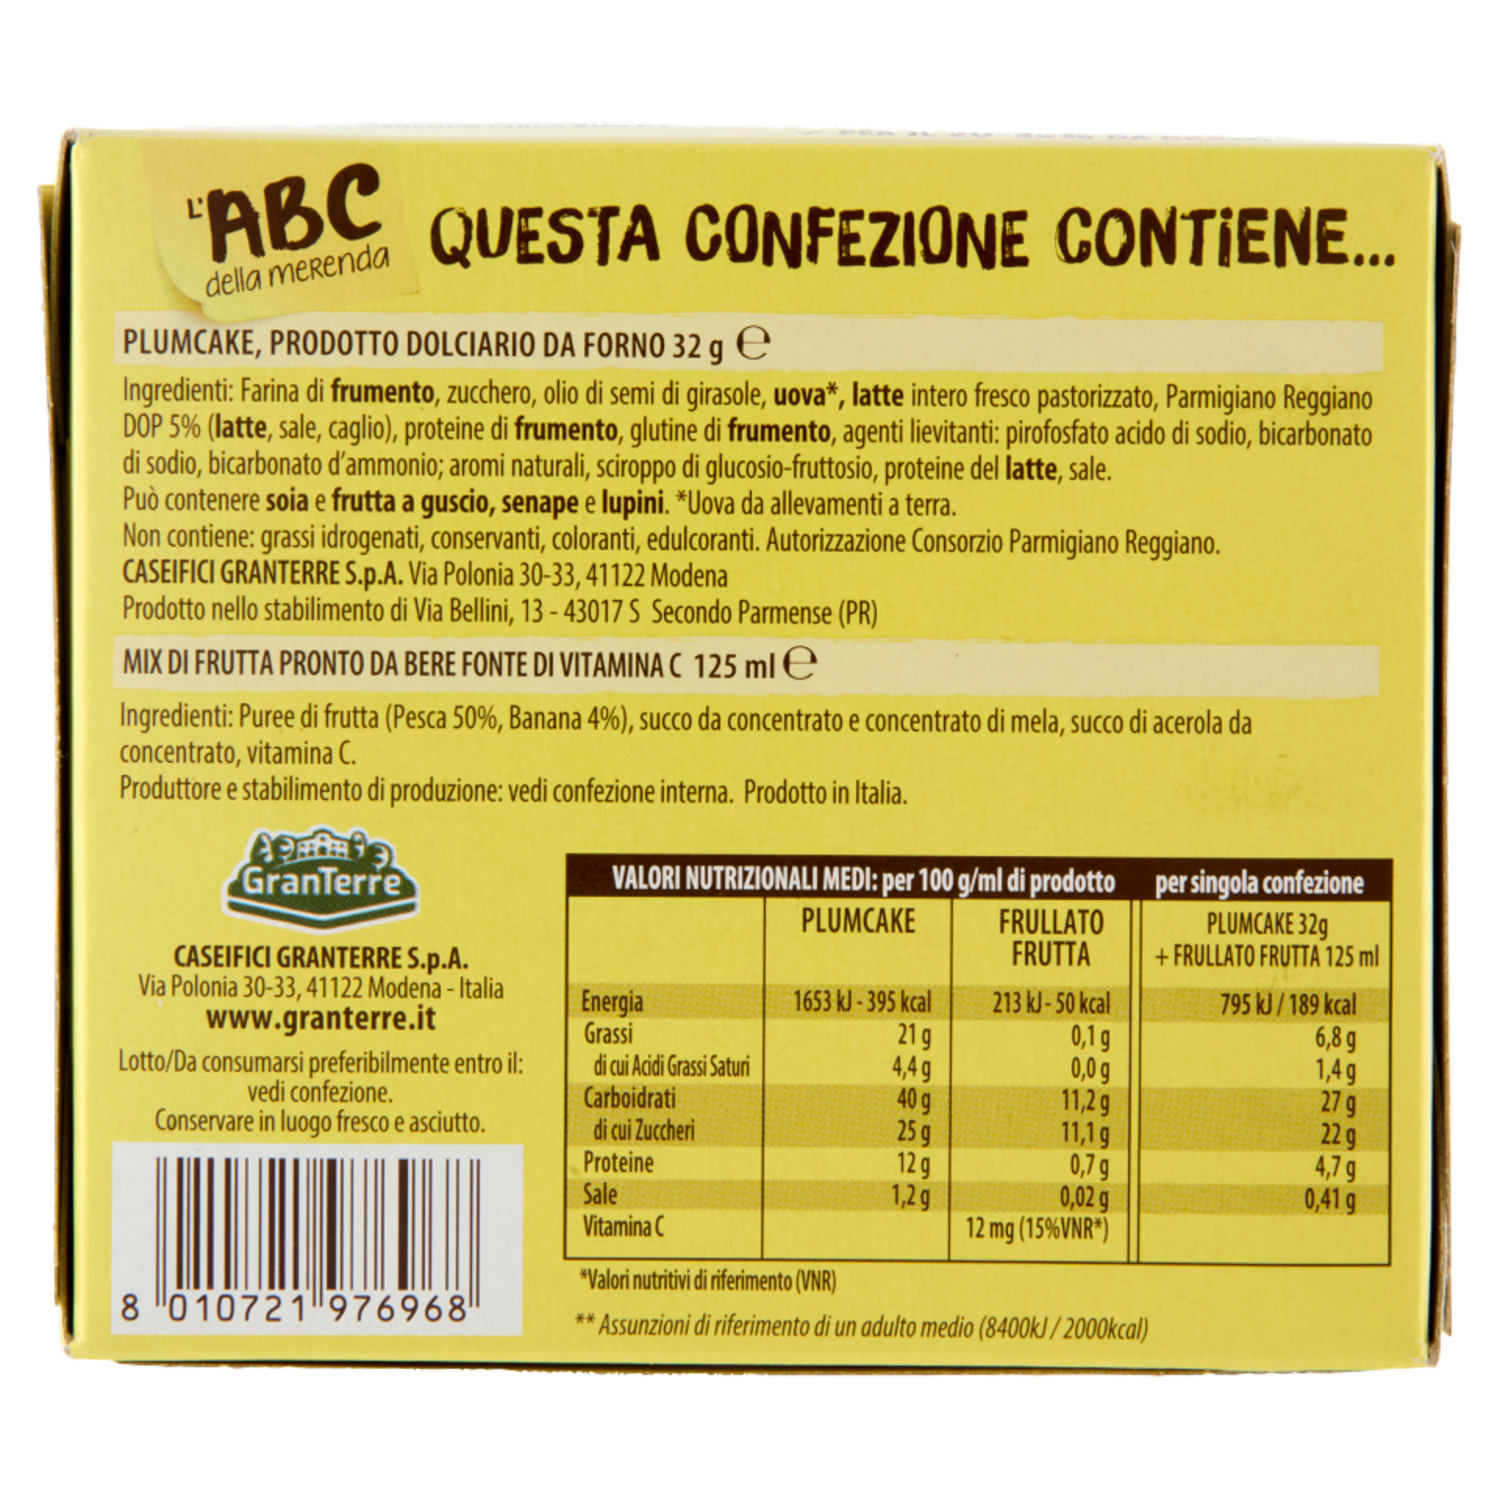 L'ABC
della merenda
QUESTA CONFEZIONE CONTIENE...
PLUMCAKE, PRODOTTO DOLCIARIO DA FORNO 32 g ℮
Ingredienti: Farina di frumento, zucchero, olio di semi di girasole, uova*, latte intero fresco pastorizzato, Parmigiano Reggiano
DOP 5% (latte, sale, caglio), proteine di frumento, glutine di frumento, agenti lievitanti: pirofosfato acido di sodio, bicarbonato
di sodio, bicarbonato d'ammonio; aromi naturali, sciroppo di glucosio-fruttosio, proteine del latte, sale.
Può contenere soia e frutta a guscio, senape e lupini. *Uova da allevamenti a terra.
Non contiene: grassi idrogenati, conservanti, coloranti, edulcoranti. Autorizzazione Consorzio Parmigiano Reggiano.
CASEIFICI GRANTERRE S.p.A. Via Polonia 30-33, 41122 Modena
Prodotto nello stabilimento di Via Bellini, 13 - 43017 S Secondo Parmense (PR)
MIX DI FRUTTA PRONTO DA BERE FONTE DI VITAMINA C 125 ml ℮
Ingredienti: Puree di frutta (Pesca 50%, Banana 4%), succo da concentrato e concentrato di mela, succo di acerola da
concentrato, vitamina C.
Produttore e stabilimento di produzione: vedi confezione interna. Prodotto in Italia.
GranTerre
CASEIFICI GRANTERRE S.p.A.
Via Polonia 30-33, 41122 Modena - Italia
www.granterre.it
Lotto/Da consumarsi preferibilmente entro il:
vedi confezione.
Conservare in luogo fresco e asciutto.
8 010721 976968
VALORI NUTRIZIONALI MEDI: per 100 g/ml di prodotto per singola confezione
PLUMCAKE FRULLATO PLUMCAKE 32g
FRUTTA + FRULLATO FRUTTA 125 ml
Energia 1653 kJ - 395 kcal 213 kJ - 50 kcal 795 kJ / 189 kcal
Grassi 21 g 0,1 g 6,8 g
di cui Acidi Grassi Saturi 4,4 g 0,0 g 1,4 g
Carboidrati 40 g 11,2 g 27 g
di cui Zuccheri 25 g 11,1 g 22 g
Proteine 12 g 0,7 g 4,7 g
Sale 1,2 g 0,02 g 0,41 g
Vitamina C 12 mg (15%VNR*)
*Valori nutritivi di riferimento (VNR)
** Assunzioni di riferimento di un adulto medio (8400kJ / 2000kcal)